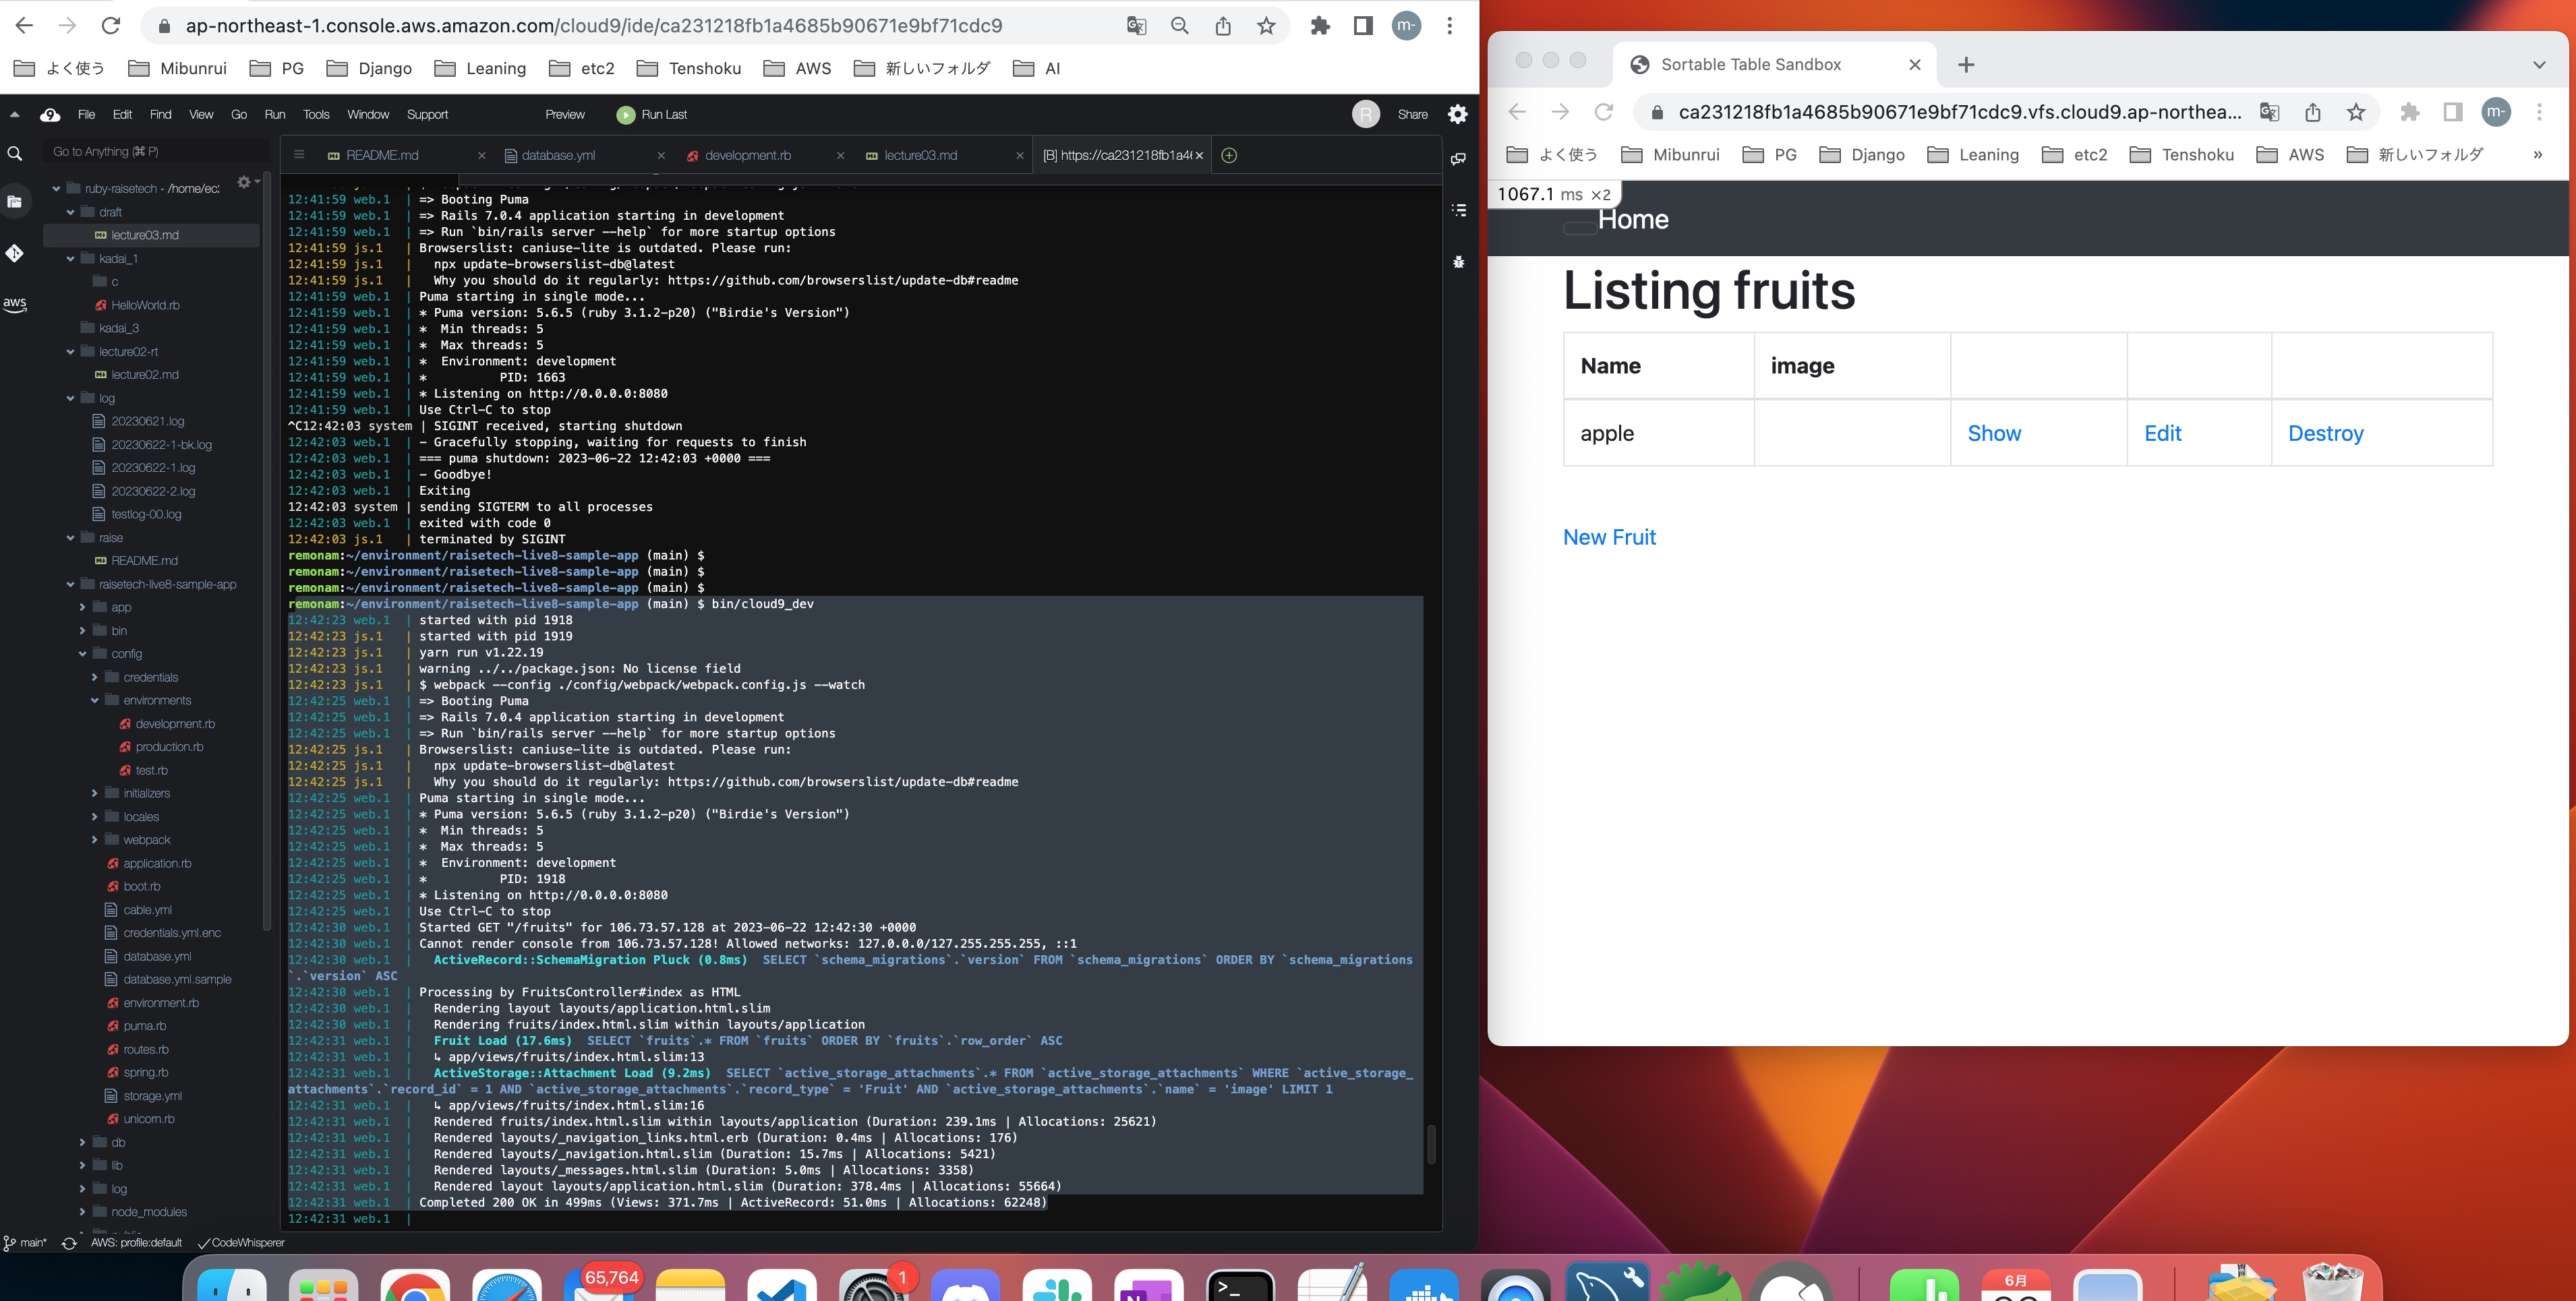 ap-northeast-1.console.aws.amazon.com/cloud9/ide/ca231218fb1a4685b90671e9bf71cdc9
m-
よく使う Mibunrui PG Django Leaning etc2 Tenshoku AWS 新しいフォルダ AI
File Edit Find View Go Run Tools Window Support Preview Run Last R Share
Go to Anything (⌘ P)
README.md database.yml development.rb lecture03.md [B] https://ca231218fb1a4
ruby-raisetech - /home/ec
draft
lecture03.md
kadai_1
c
HelloWorld.rb
kadai_3
lecture02-rt
lecture02.md
log
20230621.log
20230622-1-bk.log
20230622-1.log
20230622-2.log
testlog-00.log
raise
README.md
raisetech-live8-sample-app
app
bin
config
credentials
environments
development.rb
production.rb
test.rb
initializers
locales
webpack
application.rb
boot.rb
cable.yml
credentials.yml.enc
database.yml
database.yml.sample
environment.rb
puma.rb
routes.rb
spring.rb
storage.yml
unicorn.rb
db
lib
log
node_modules
aws
12:41:59 web.1 | => Booting Puma
12:41:59 web.1 | => Rails 7.0.4 application starting in development
12:41:59 web.1 | => Run `bin/rails server --help` for more startup options
12:41:59 js.1 | Browserslist: caniuse-lite is outdated. Please run:
12:41:59 js.1 | npx update-browserslist-db@latest
12:41:59 js.1 | Why you should do it regularly: https://github.com/browserslist/update-db#readme
12:41:59 web.1 | Puma starting in single mode...
12:41:59 web.1 | * Puma version: 5.6.5 (ruby 3.1.2-p20) ("Birdie's Version")
12:41:59 web.1 | * Min threads: 5
12:41:59 web.1 | * Max threads: 5
12:41:59 web.1 | * Environment: development
12:41:59 web.1 | * PID: 1663
12:41:59 web.1 | * Listening on http://0.0.0.0:8080
12:41:59 web.1 | Use Ctrl-C to stop
^C12:42:03 system | SIGINT received, starting shutdown
12:42:03 web.1 | - Gracefully stopping, waiting for requests to finish
12:42:03 web.1 | === puma shutdown: 2023-06-22 12:42:03 +0000 ===
12:42:03 web.1 | - Goodbye!
12:42:03 web.1 | Exiting
12:42:03 system | sending SIGTERM to all processes
12:42:03 web.1 | exited with code 0
12:42:03 js.1 | terminated by SIGINT
remonam:~/environment/raisetech-live8-sample-app (main) $
remonam:~/environment/raisetech-live8-sample-app (main) $
remonam:~/environment/raisetech-live8-sample-app (main) $
remonam:~/environment/raisetech-live8-sample-app (main) $ bin/cloud9_dev
12:42:23 web.1 | started with pid 1918
12:42:23 js.1 | started with pid 1919
12:42:23 js.1 | yarn run v1.22.19
12:42:23 js.1 | warning ../../package.json: No license field
12:42:23 js.1 | $ webpack --config ./config/webpack/webpack.config.js --watch
12:42:25 web.1 | => Booting Puma
12:42:25 web.1 | => Rails 7.0.4 application starting in development
12:42:25 web.1 | => Run `bin/rails server --help` for more startup options
12:42:25 js.1 | Browserslist: caniuse-lite is outdated. Please run:
12:42:25 js.1 | npx update-browserslist-db@latest
12:42:25 js.1 | Why you should do it regularly: https://github.com/browserslist/update-db#readme
12:42:25 web.1 | Puma starting in single mode...
12:42:25 web.1 | * Puma version: 5.6.5 (ruby 3.1.2-p20) ("Birdie's Version")
12:42:25 web.1 | * Min threads: 5
12:42:25 web.1 | * Max threads: 5
12:42:25 web.1 | * Environment: development
12:42:25 web.1 | * PID: 1918
12:42:25 web.1 | * Listening on http://0.0.0.0:8080
12:42:25 web.1 | Use Ctrl-C to stop
12:42:30 web.1 | Started GET "/fruits" for 106.73.57.128 at 2023-06-22 12:42:30 +0000
12:42:30 web.1 | Cannot render console from 106.73.57.128! Allowed networks: 127.0.0.0/127.255.255.255, ::1
12:42:30 web.1 | ActiveRecord::SchemaMigration Pluck (0.8ms) SELECT `schema_migrations`.`version` FROM `schema_migrations` ORDER BY `schema_migrations
`.`version` ASC
12:42:30 web.1 | Processing by FruitsController#index as HTML
12:42:30 web.1 | Rendering layout layouts/application.html.slim
12:42:30 web.1 | Rendering fruits/index.html.slim within layouts/application
12:42:31 web.1 | Fruit Load (17.6ms) SELECT `fruits`.* FROM `fruits` ORDER BY `fruits`.`row_order` ASC
12:42:31 web.1 | ↳ app/views/fruits/index.html.slim:13
12:42:31 web.1 | ActiveStorage::Attachment Load (9.2ms) SELECT `active_storage_attachments`.* FROM `active_storage_attachments` WHERE `active_storage_
attachments`.`record_id` = 1 AND `active_storage_attachments`.`record_type` = 'Fruit' AND `active_storage_attachments`.`name` = 'image' LIMIT 1
12:42:31 web.1 | ↳ app/views/fruits/index.html.slim:16
12:42:31 web.1 | Rendered fruits/index.html.slim within layouts/application (Duration: 239.1ms | Allocations: 25621)
12:42:31 web.1 | Rendered layouts/_navigation_links.html.erb (Duration: 0.4ms | Allocations: 176)
12:42:31 web.1 | Rendered layouts/_navigation.html.slim (Duration: 15.7ms | Allocations: 5421)
12:42:31 web.1 | Rendered layouts/_messages.html.slim (Duration: 5.0ms | Allocations: 3358)
12:42:31 web.1 | Rendered layout layouts/application.html.slim (Duration: 378.4ms | Allocations: 55664)
12:42:31 web.1 | Completed 200 OK in 499ms (Views: 371.7ms | ActiveRecord: 51.0ms | Allocations: 62248)
12:42:31 web.1 |
main* AWS: profile:default CodeWhisperer
Sortable Table Sandbox
ca231218fb1a4685b90671e9bf71cdc9.vfs.cloud9.ap-northea...
m-
よく使う Mibunrui PG Django Leaning etc2 Tenshoku AWS 新しいフォルダ »
1067.1 ms ×2
Home
Listing fruits
Name image
apple Show Edit Destroy
New Fruit
65,764
1
6月